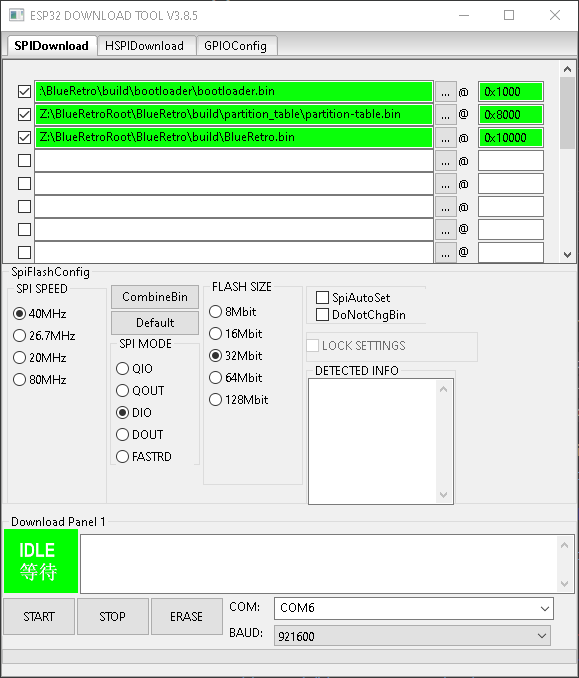 ESP32 DOWNLOAD TOOL V3.8.5
SPIDownload HSPIDownload GPIOConfig
:\BlueRetro\build\bootloader\bootloader.bin ... @ 0x1000
Z:\BlueRetroRoot\BlueRetro\build\partition_table\partition-table.bin ... @ 0x8000
Z:\BlueRetroRoot\BlueRetro\build\BlueRetro.bin ... @ 0x10000
... @
... @
... @
... @
... @
SpiFlashConfig
SPI SPEED
40MHz
26.7MHz
20MHz
80MHz
CombineBin
Default
SPI MODE
QIO
QOUT
DIO
DOUT
FASTRD
FLASH SIZE
8Mbit
16Mbit
32Mbit
64Mbit
128Mbit
SpiAutoSet
DoNotChgBin
LOCK SETTINGS
DETECTED INFO
Download Panel 1
IDLE
等待
START STOP ERASE
COM: COM6
BAUD: 921600